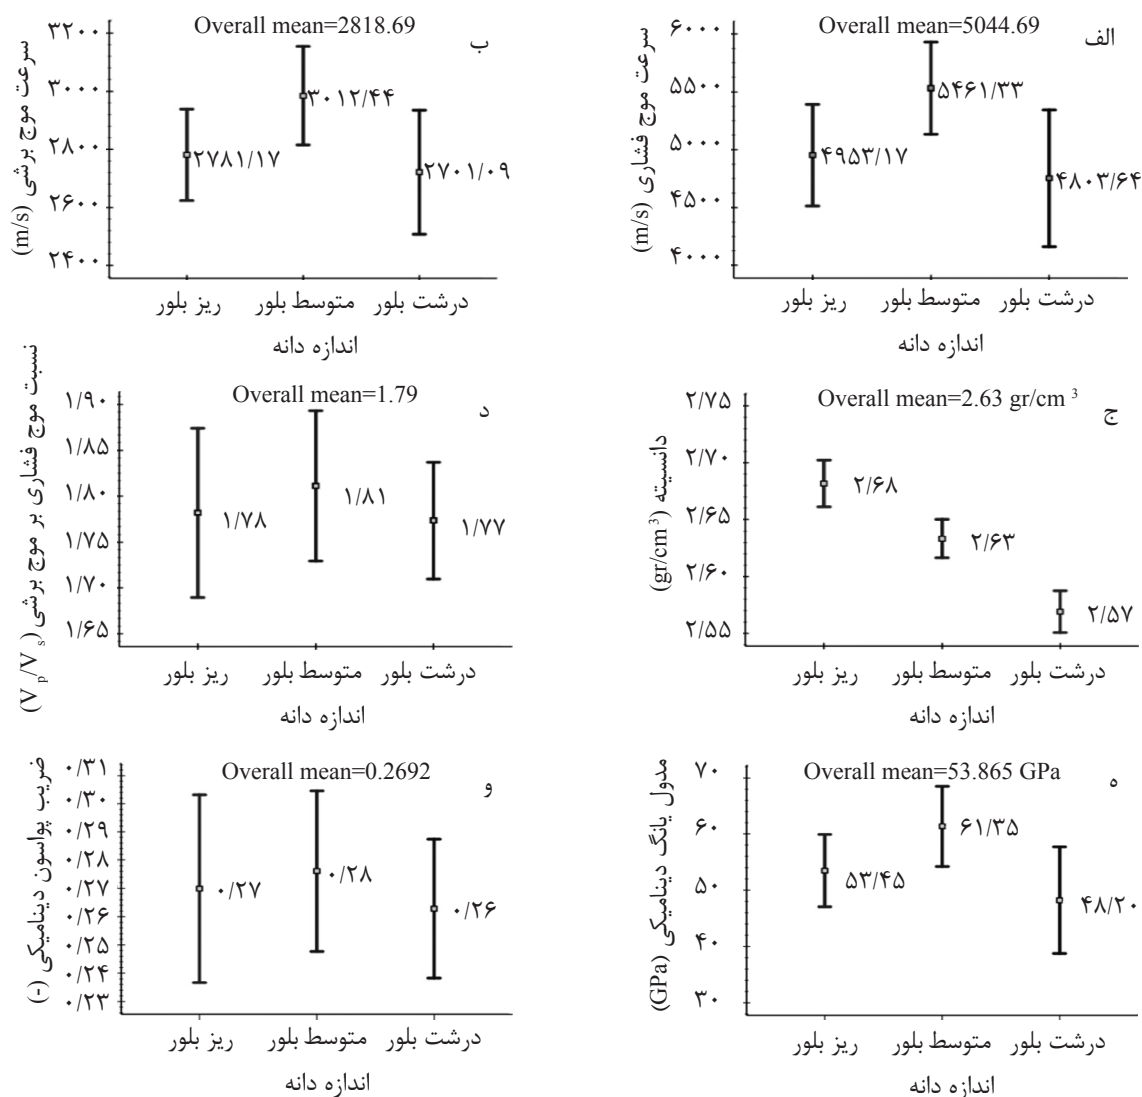 الف
Overall mean=5044.69
سرعت موج فشاری (m/s)
۶۰۰۰
۵۵۰۰
۵۰۰۰
۴۵۰۰
۴۰۰۰
۴۹۵۳/۱۷
۵۴۶۱/۳۳
۴۸۰۳/۶۴
ریز بلور متوسط بلور درشت بلور
اندازه دانه
ب
Overall mean=2818.69
سرعت موج برشی (m/s)
۳۲۰۰
۳۰۰۰
۲۸۰۰
۲۶۰۰
۲۴۰۰
۲۷۸۱/۱۷
۳۰۱۲/۴۴
۲۷۰۱/۰۹
ریز بلور متوسط بلور درشت بلور
اندازه دانه
ج
Overall mean=2.63 gr/cm ³
دانسیته (gr/cm³)
۲/۷۵
۲/۷۰
۲/۶۵
۲/۶۰
۲/۵۵
۲/۶۸
۲/۶۳
۲/۵۷
ریز بلور متوسط بلور درشت بلور
اندازه دانه
د
Overall mean=1.79
نسبت موج فشاری بر موج برشی (V p/V s)
۱/۹۰
۱/۸۵
۱/۸۰
۱/۷۵
۱/۷۰
۱/۶۵
۱/۷۸
۱/۸۱
۱/۷۷
ریز بلور متوسط بلور درشت بلور
اندازه دانه
ه
Overall mean=53.865 GPa
مدول یانگ دینامیکی (GPa)
۷۰
۶۰
۵۰
۴۰
۳۰
۵۳/۴۵
۶۱/۳۵
۴۸/۲۰
ریز بلور متوسط بلور درشت بلور
اندازه دانه
و
Overall mean=0.2692
ضریب پواسون دینامیکی (-)
۰/۳۱
۰/۳۰
۰/۲۹
۰/۲۸
۰/۲۷
۰/۲۶
۰/۲۵
۰/۲۴
۰/۲۳
۰/۲۷
۰/۲۸
۰/۲۶
ریز بلور متوسط بلور درشت بلور
اندازه دانه